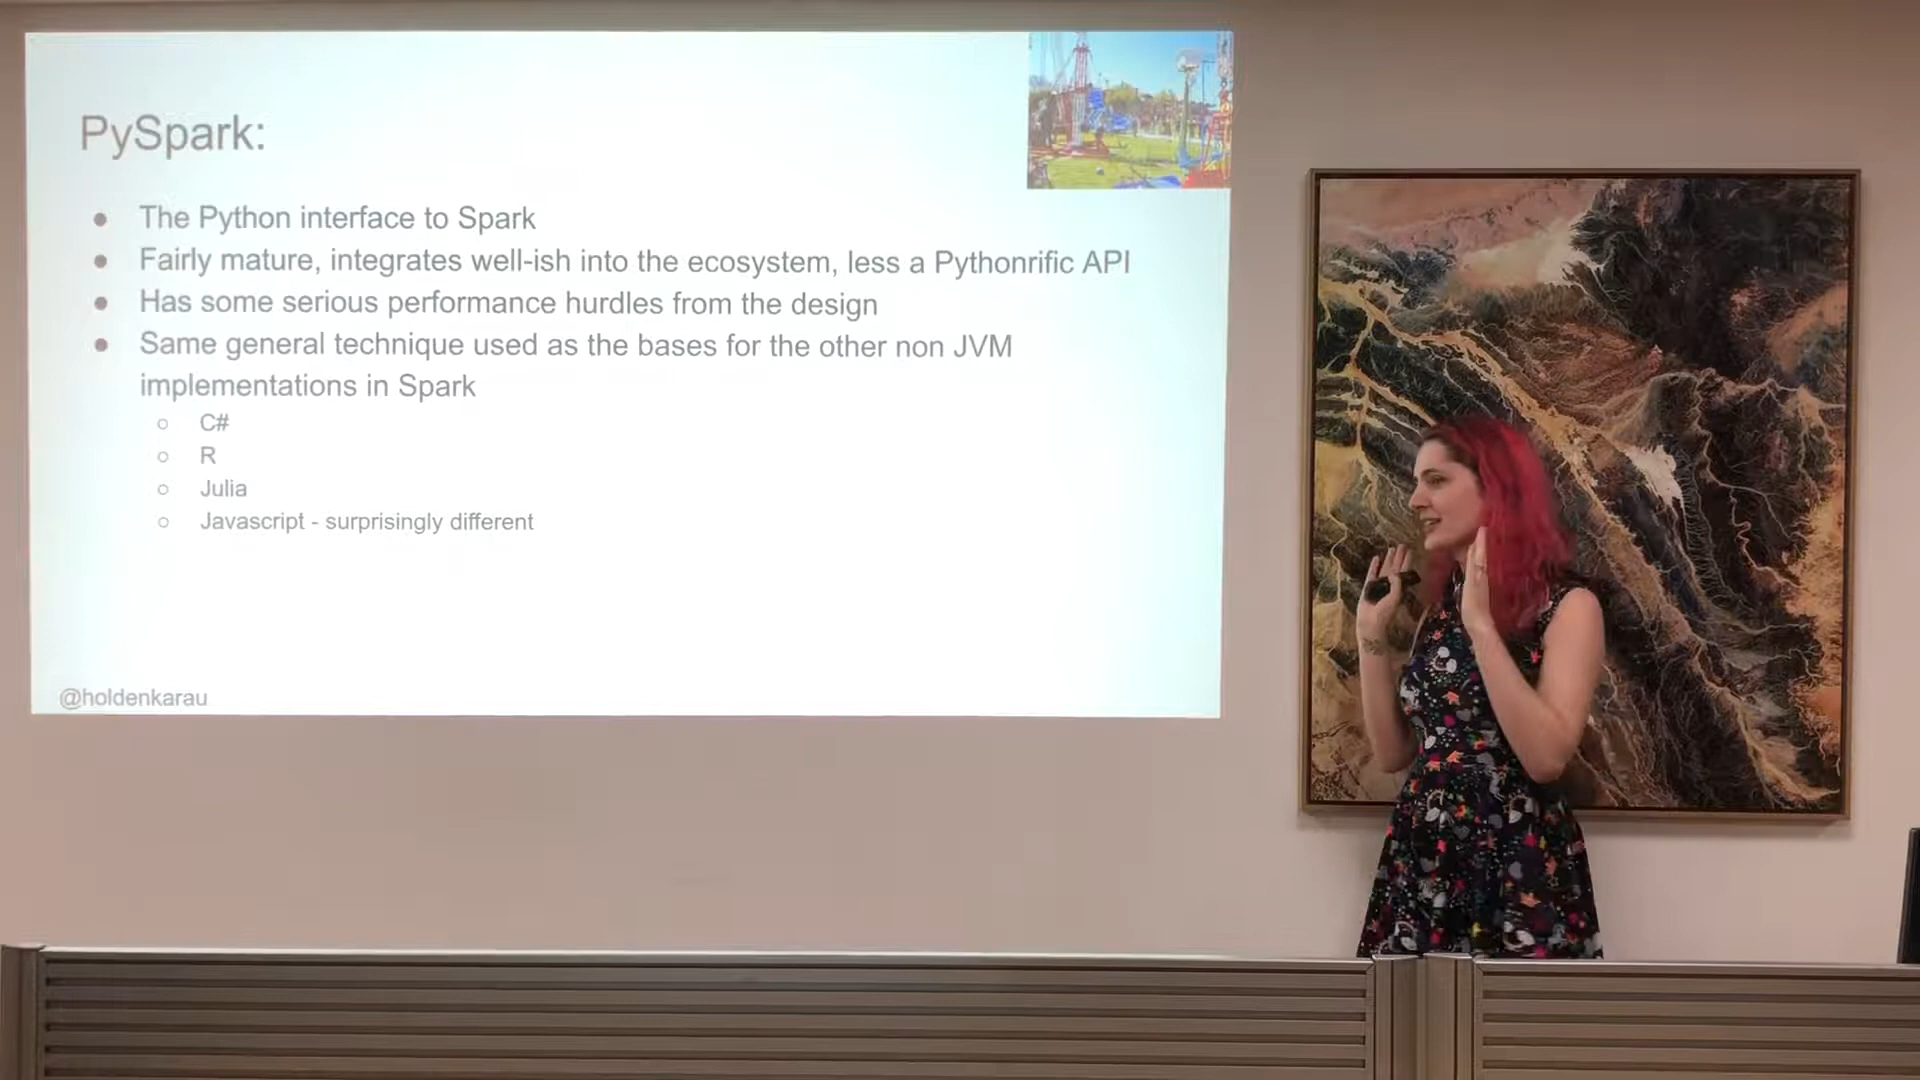 PySpark:
● The Python interface to Spark
● Fairly mature, integrates well-ish into the ecosystem, less a Pythonrific API
● Has some serious performance hurdles from the design
● Same general technique used as the bases for the other non JVM
implementations in Spark
○ C#
○ R
○ Julia
○ Javascript - surprisingly different
@holdenkarau